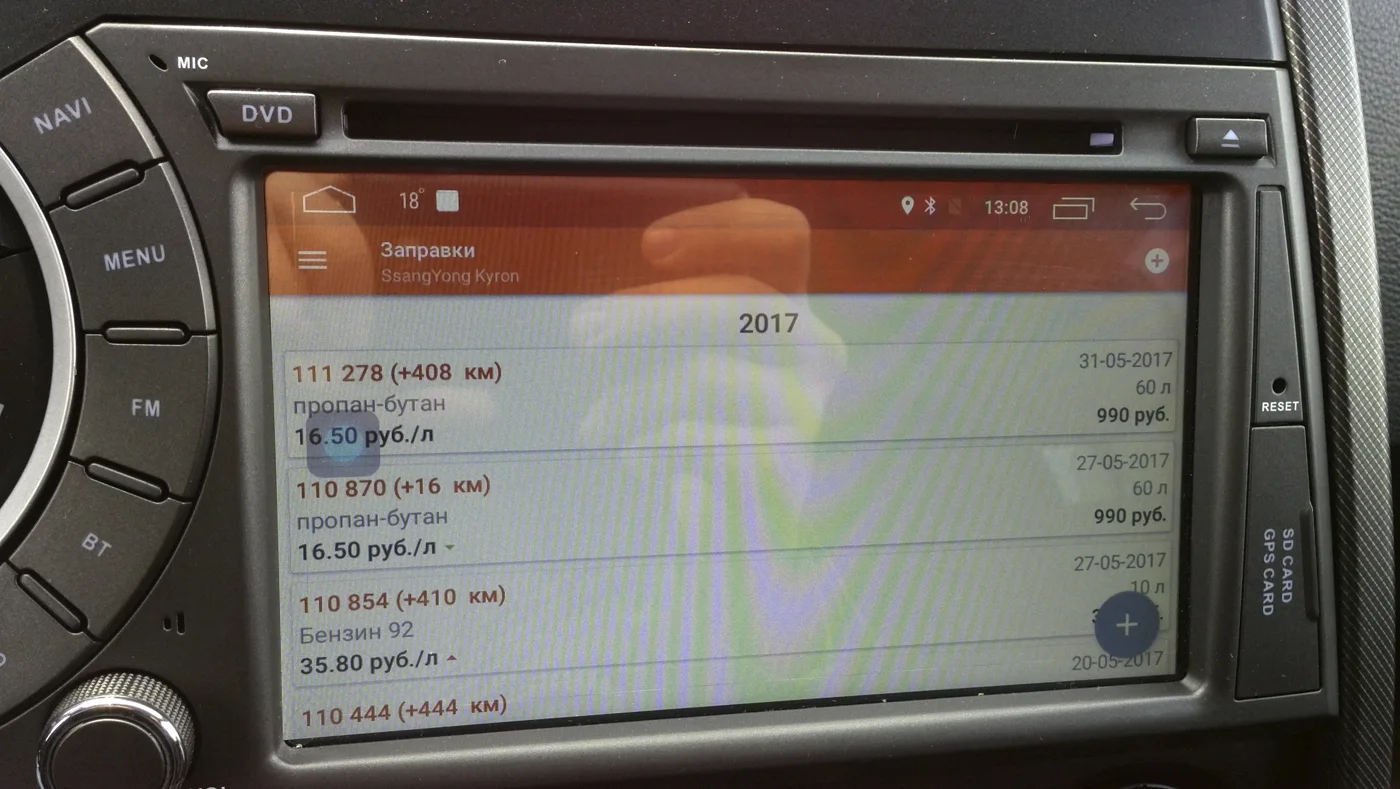 MIC
NAVI
DVD
18°
13:08
Заправки
SsangYong Kyron
MENU
2017
111 278 (+408 км)
31-05-2017
пропан-бутан
60 л
16.50 руб./л
990 руб.
FM
RESET
110 870 (+16 км)
27-05-2017
пропан-бутан
60 л
16.50 руб./л
990 руб.
BT
SD CARD
GPS CARD
110 854 (+410 км)
27-05-2017
Бензин 92
10 л
35.80 руб./л
110 444 (+444 км)
20-05-2017